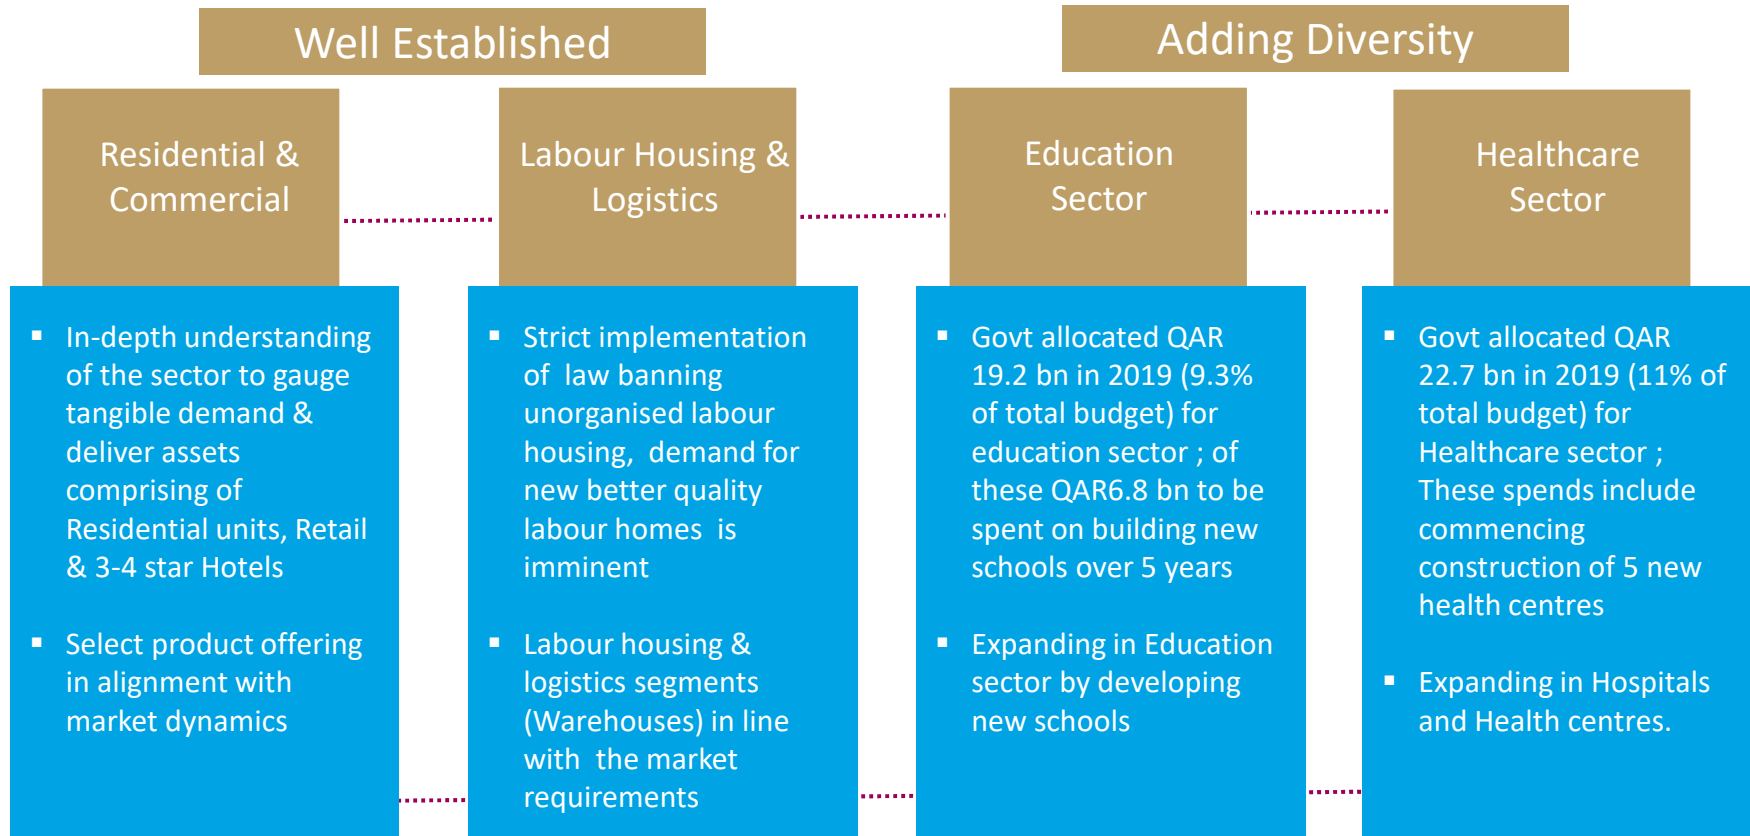 Well Established
Adding Diversity
Residential &
Commercial
Labour Housing &
Logistics
Education
Sector
Healthcare
Sector
▪ In-depth understanding
of the sector to gauge
tangible demand &
deliver assets
comprising of
Residential units, Retail
& 3-4 star Hotels
▪ Select product offering
in alignment with
market dynamics
▪ Strict implementation
of law banning
unorganised labour
housing, demand for
new better quality
labour homes is
imminent
▪ Labour housing &
logistics segments
(Warehouses) in line
with the market
requirements
▪ Govt allocated QAR
19.2 bn in 2019 (9.3%
of total budget) for
education sector ; of
these QAR6.8 bn to be
spent on building new
schools over 5 years
▪ Expanding in Education
sector by developing
new schools
▪ Govt allocated QAR
22.7 bn in 2019 (11% of
total budget) for
Healthcare sector ;
These spends include
commencing
construction of 5 new
health centres
▪ Expanding in Hospitals
and Health centres.